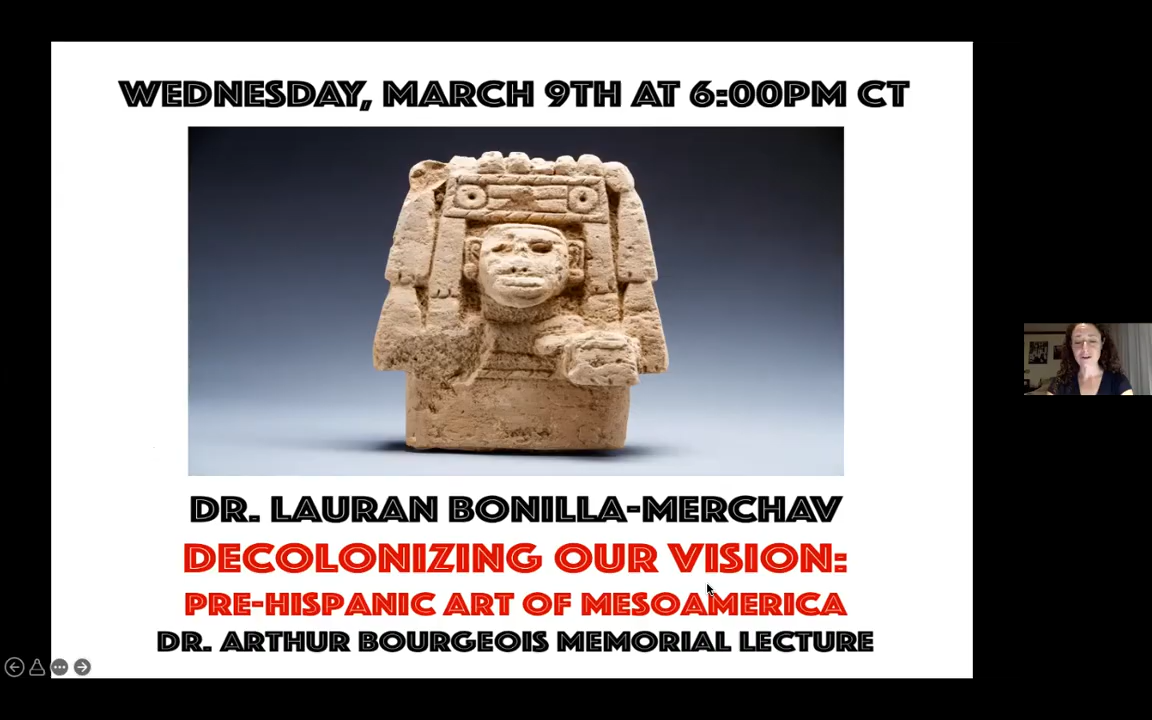 WEDNESDAY, MARCH 9TH AT 6:00PM CT
DR. LAURAN BONILLA-MERCHAV
DECOLONIZING OUR VISION:
PRE-HISPANIC ART OF MESOAMERICA
DR. ARTHUR BOURGEOIS MEMORIAL LECTURE